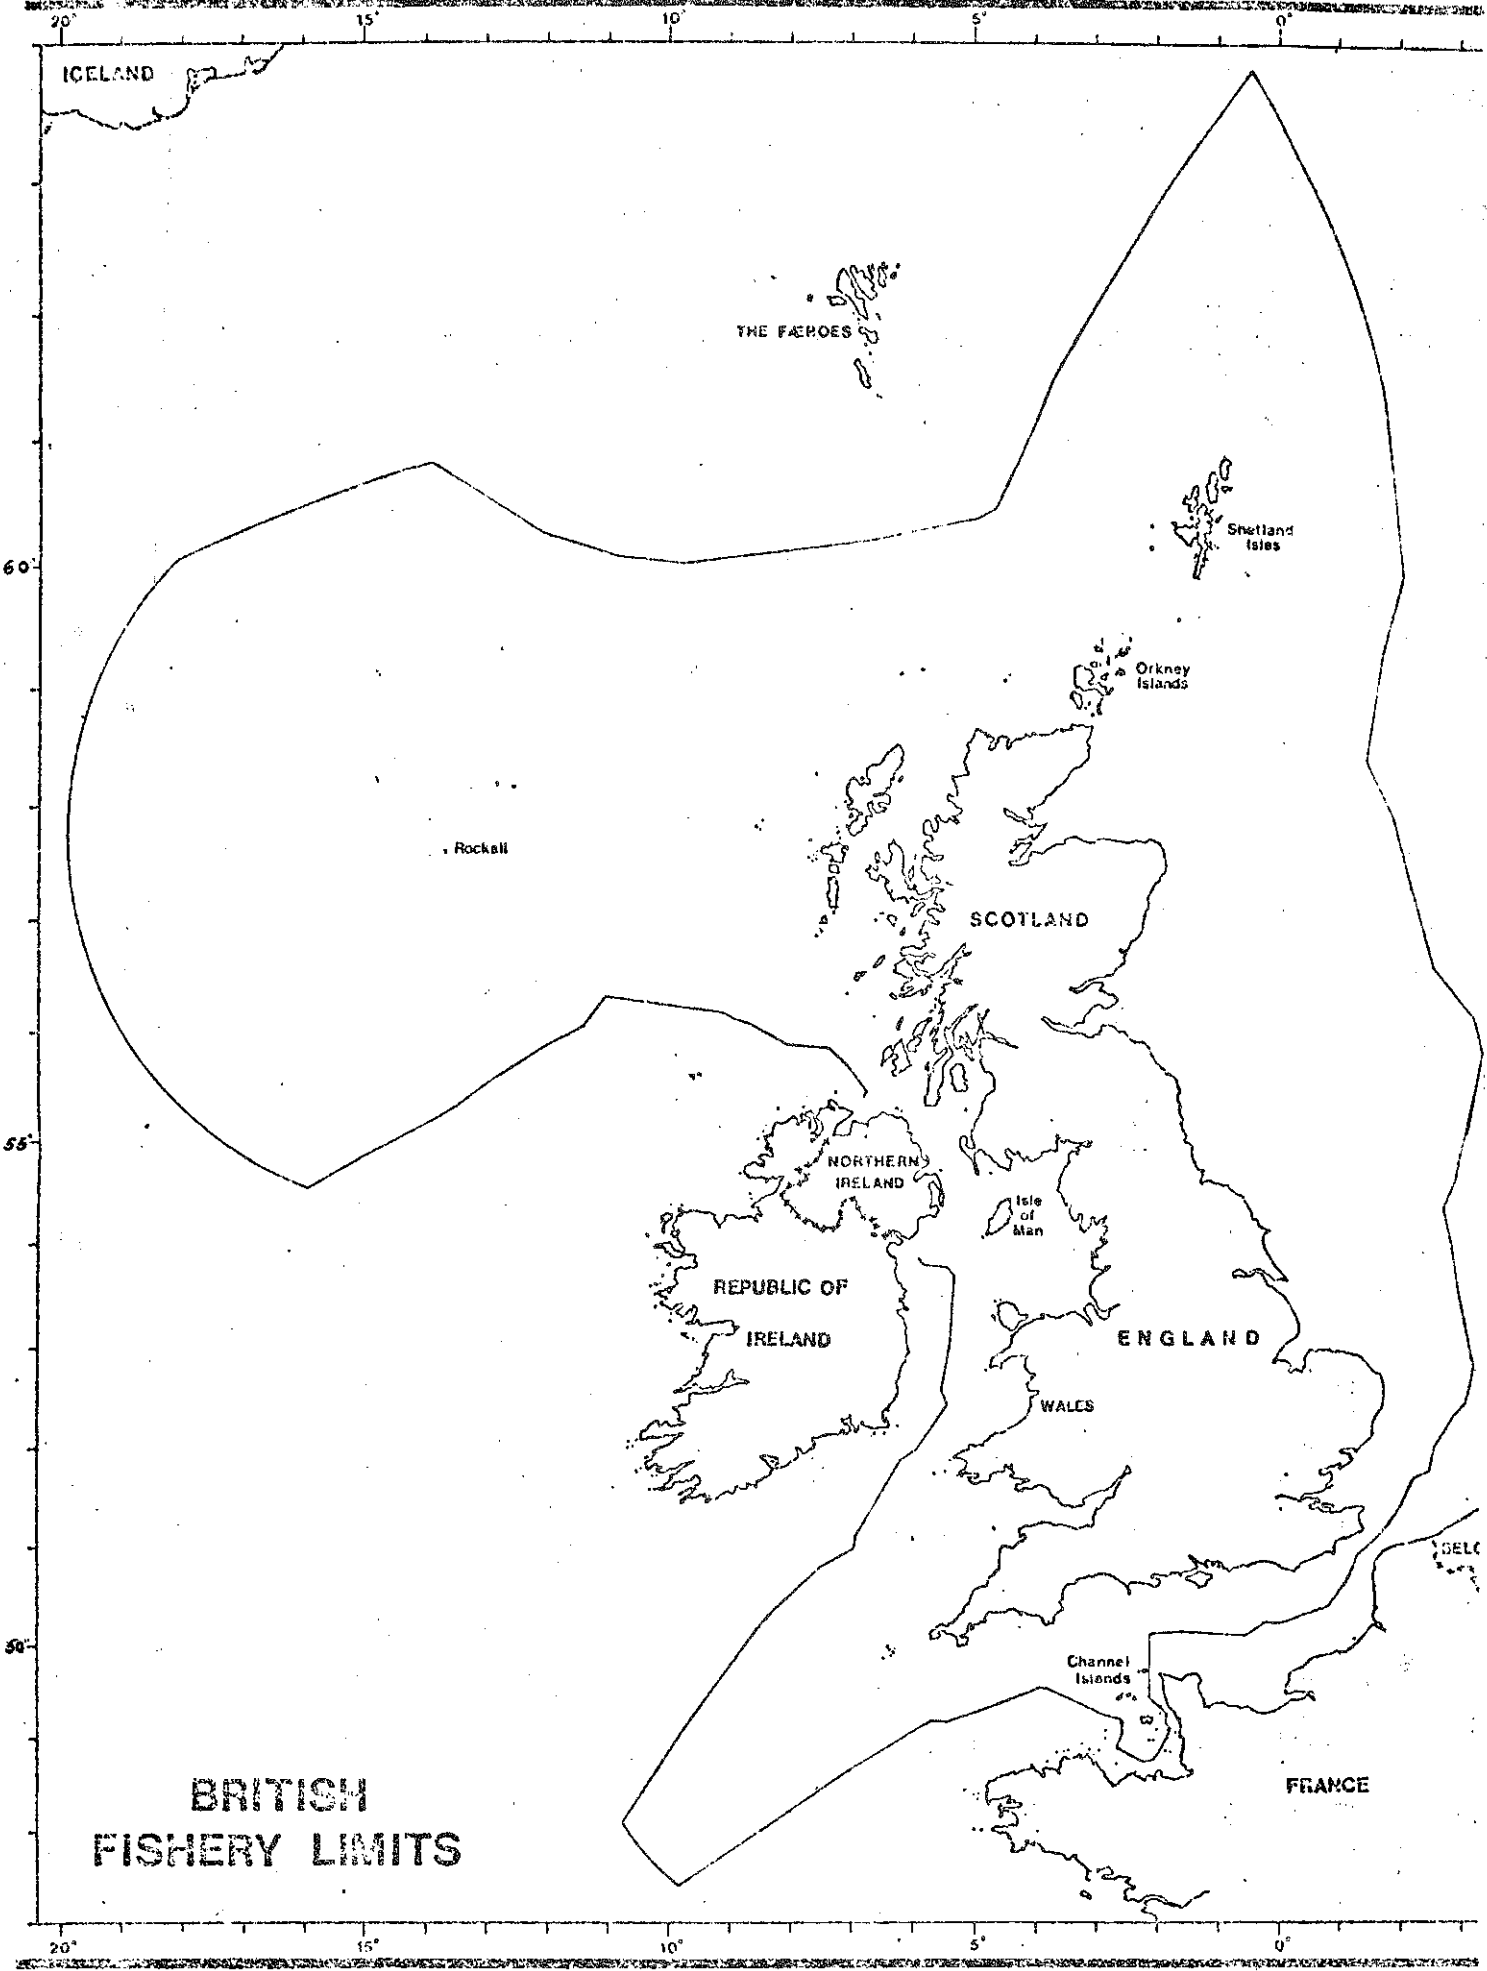 20° 15° 10° 5° 0°
ICELAND
THE FÆROES
Shetland
Isles
60°
Orkney
Islands
Rockall
SCOTLAND
55°
NORTHERN
IRELAND
Isle
of
Man
REPUBLIC OF
IRELAND
ENGLAND
WALES
BELG
50°
Channel
Islands
FRANCE
BRITISH
FISHERY LIMITS
20° 15° 10° 5° 0°